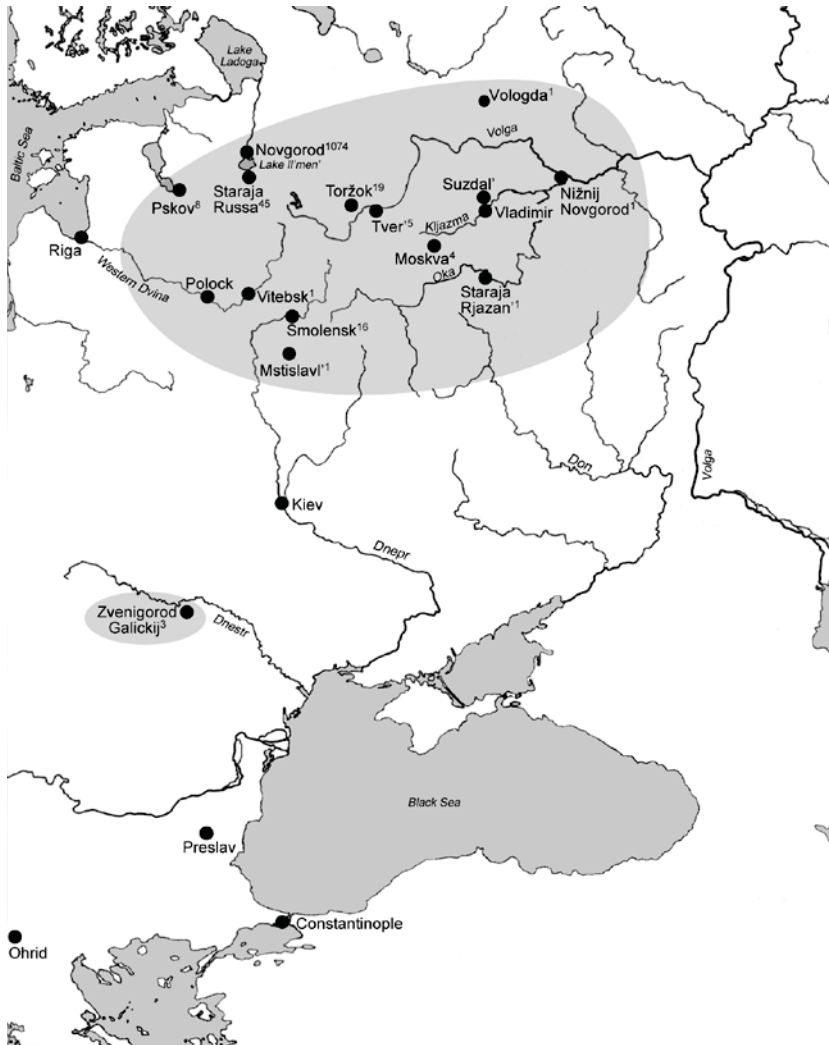 Lake
Ladoga
Baltic Sea
Vologda¹
Volga
Novgorod¹⁰⁷⁴
Lake Il'men'
Staraja
Russa⁴⁵
Pskov⁸
Toržok¹⁹
Tver'⁵
Suzdal'
Vladimir
Kljazma
Nižnij
Novgorod¹
Moskva⁴
Oka
Staraja
Rjazan'¹
Riga
Western Dvina
Polock
Vitebsk¹
Smolensk¹⁶
Mstislavl'¹
Don
Volga
Kiev
Dnepr
Zvenigorod
Galickij³
Dnestr
Black Sea
Preslav
Constantinople
Ohrid